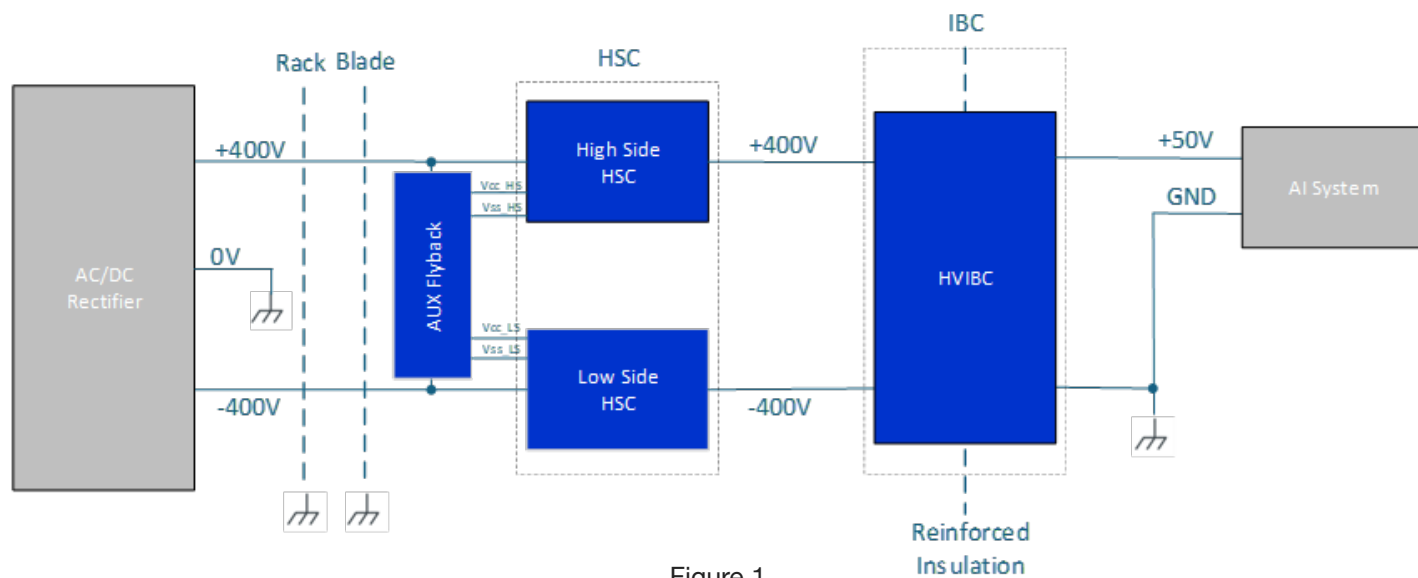 IBC
Rack Blade
HSC
+400V
High Side
HSC
+400V
+50V
AI System
Vcc_HS
Vss_HS
GND
AUX Flyback
0V
AC/DC
Rectifier
HVIBC
Vcc_LS
Vss_LS
Low Side
HSC
-400V
-400V
Reinforced
Insulation
Figure 1